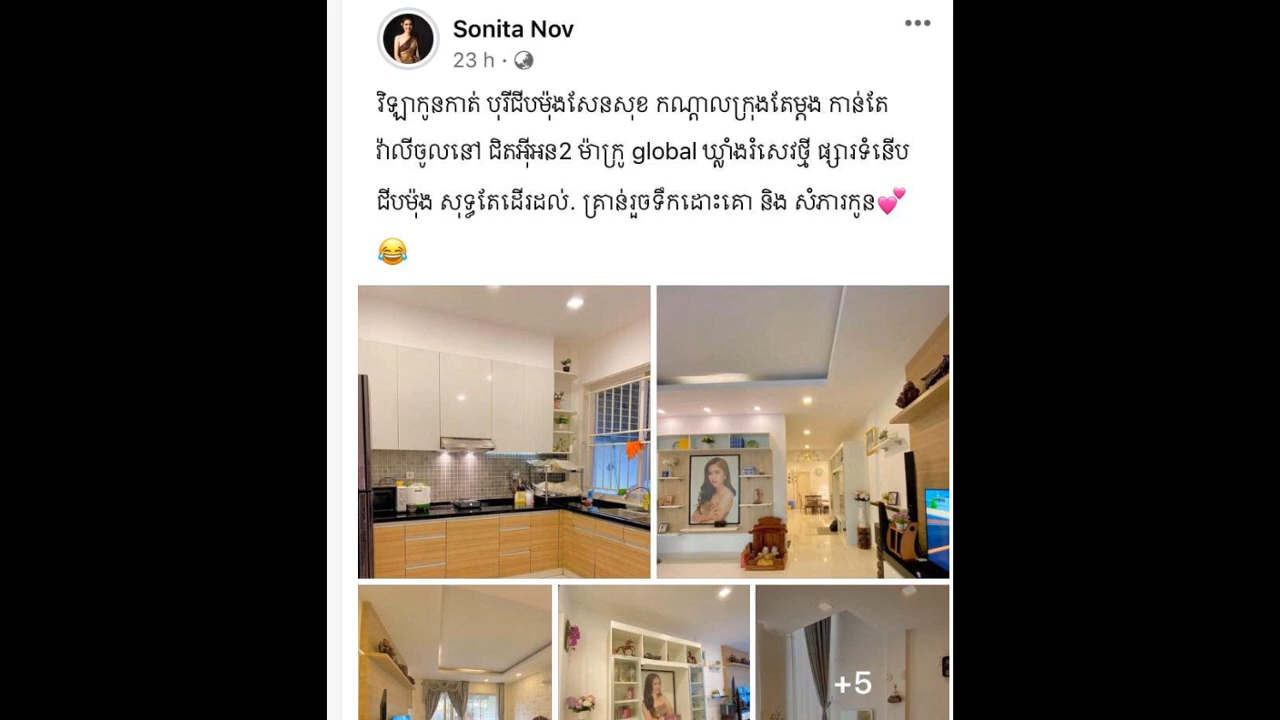 Sonita Nov
23 h ·
វិឡាកូនកាត់ បុរីជីបម៉ុងសែនសុខ កណ្តាលក្រុងតែម្តង កាន់តែ
វ៉ាលីចូលនៅ ជិតអ៊ីអន2 ម៉ាក្រូ global ឃ្លាំងរំសេវថ្មី ផ្សារទំនើប
ជីបម៉ុង សុទ្ធតែដើរដល់. គ្រាន់រួចទឹកដោះគោ និង សំភារកូន💕
😂
+5